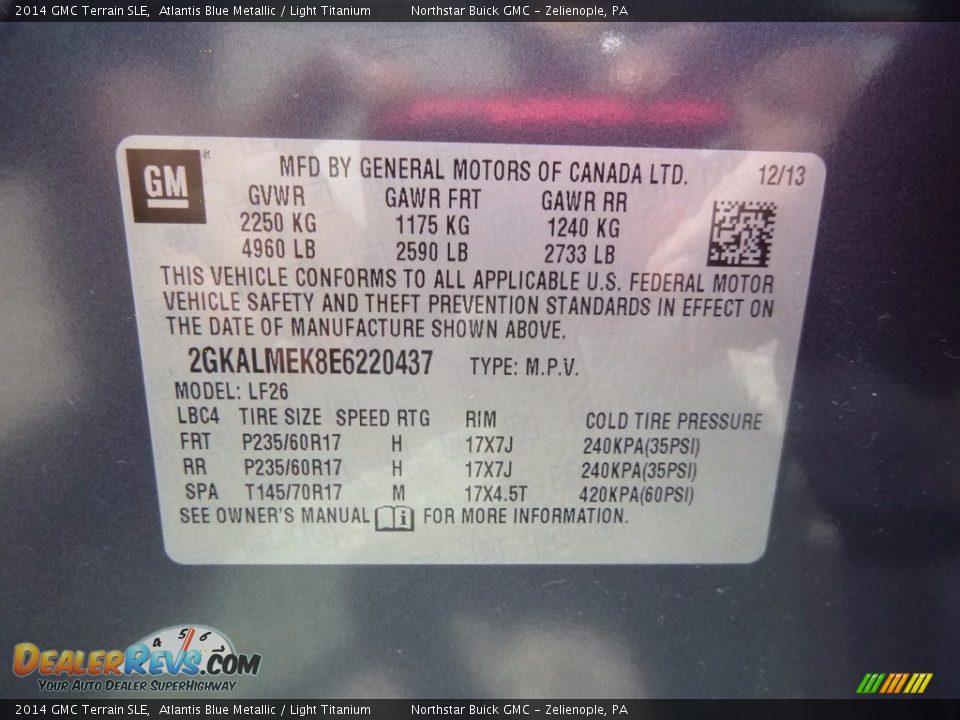 2014 GMC Terrain SLE, Atlantis Blue Metallic / Light Titanium Northstar Buick GMC - Zelienople, PA
GM
MFD BY GENERAL MOTORS OF CANADA LTD. 12/13
GVWR GAWR FRT GAWR RR
2250 KG 1175 KG 1240 KG
4960 LB 2590 LB 2733 LB
THIS VEHICLE CONFORMS TO ALL APPLICABLE U.S. FEDERAL MOTOR
VEHICLE SAFETY AND THEFT PREVENTION STANDARDS IN EFFECT ON
THE DATE OF MANUFACTURE SHOWN ABOVE.
2GKALMEK8E6220437 TYPE: M.P.V.
MODEL: LF26
LBC4 TIRE SIZE SPEED RTG RIM COLD TIRE PRESSURE
FRT P235/60R17 H 17X7J 240KPA(35PSI)
RR P235/60R17 H 17X7J 240KPA(35PSI)
SPA T145/70R17 M 17X4.5T 420KPA(60PSI)
SEE OWNER'S MANUAL i FOR MORE INFORMATION.
4 5 6
DEALERREVS.COM
YOUR AUTO DEALER SUPERHIGHWAY
2014 GMC Terrain SLE, Atlantis Blue Metallic / Light Titanium Northstar Buick GMC - Zelienople, PA